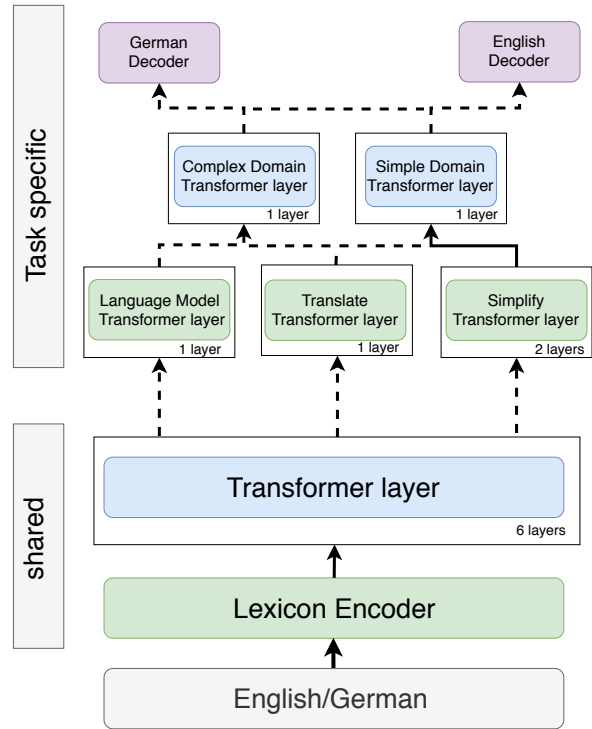 German
Decoder
English
Decoder
Task specific
Complex Domain
Transformer layer
1 layer
Simple Domain
Transformer layer
1 layer
Language Model
Transformer layer
1 layer
Translate
Transformer layer
1 layer
Simplify
Transformer layer
2 layers
shared
Transformer layer
6 layers
Lexicon Encoder
English/German